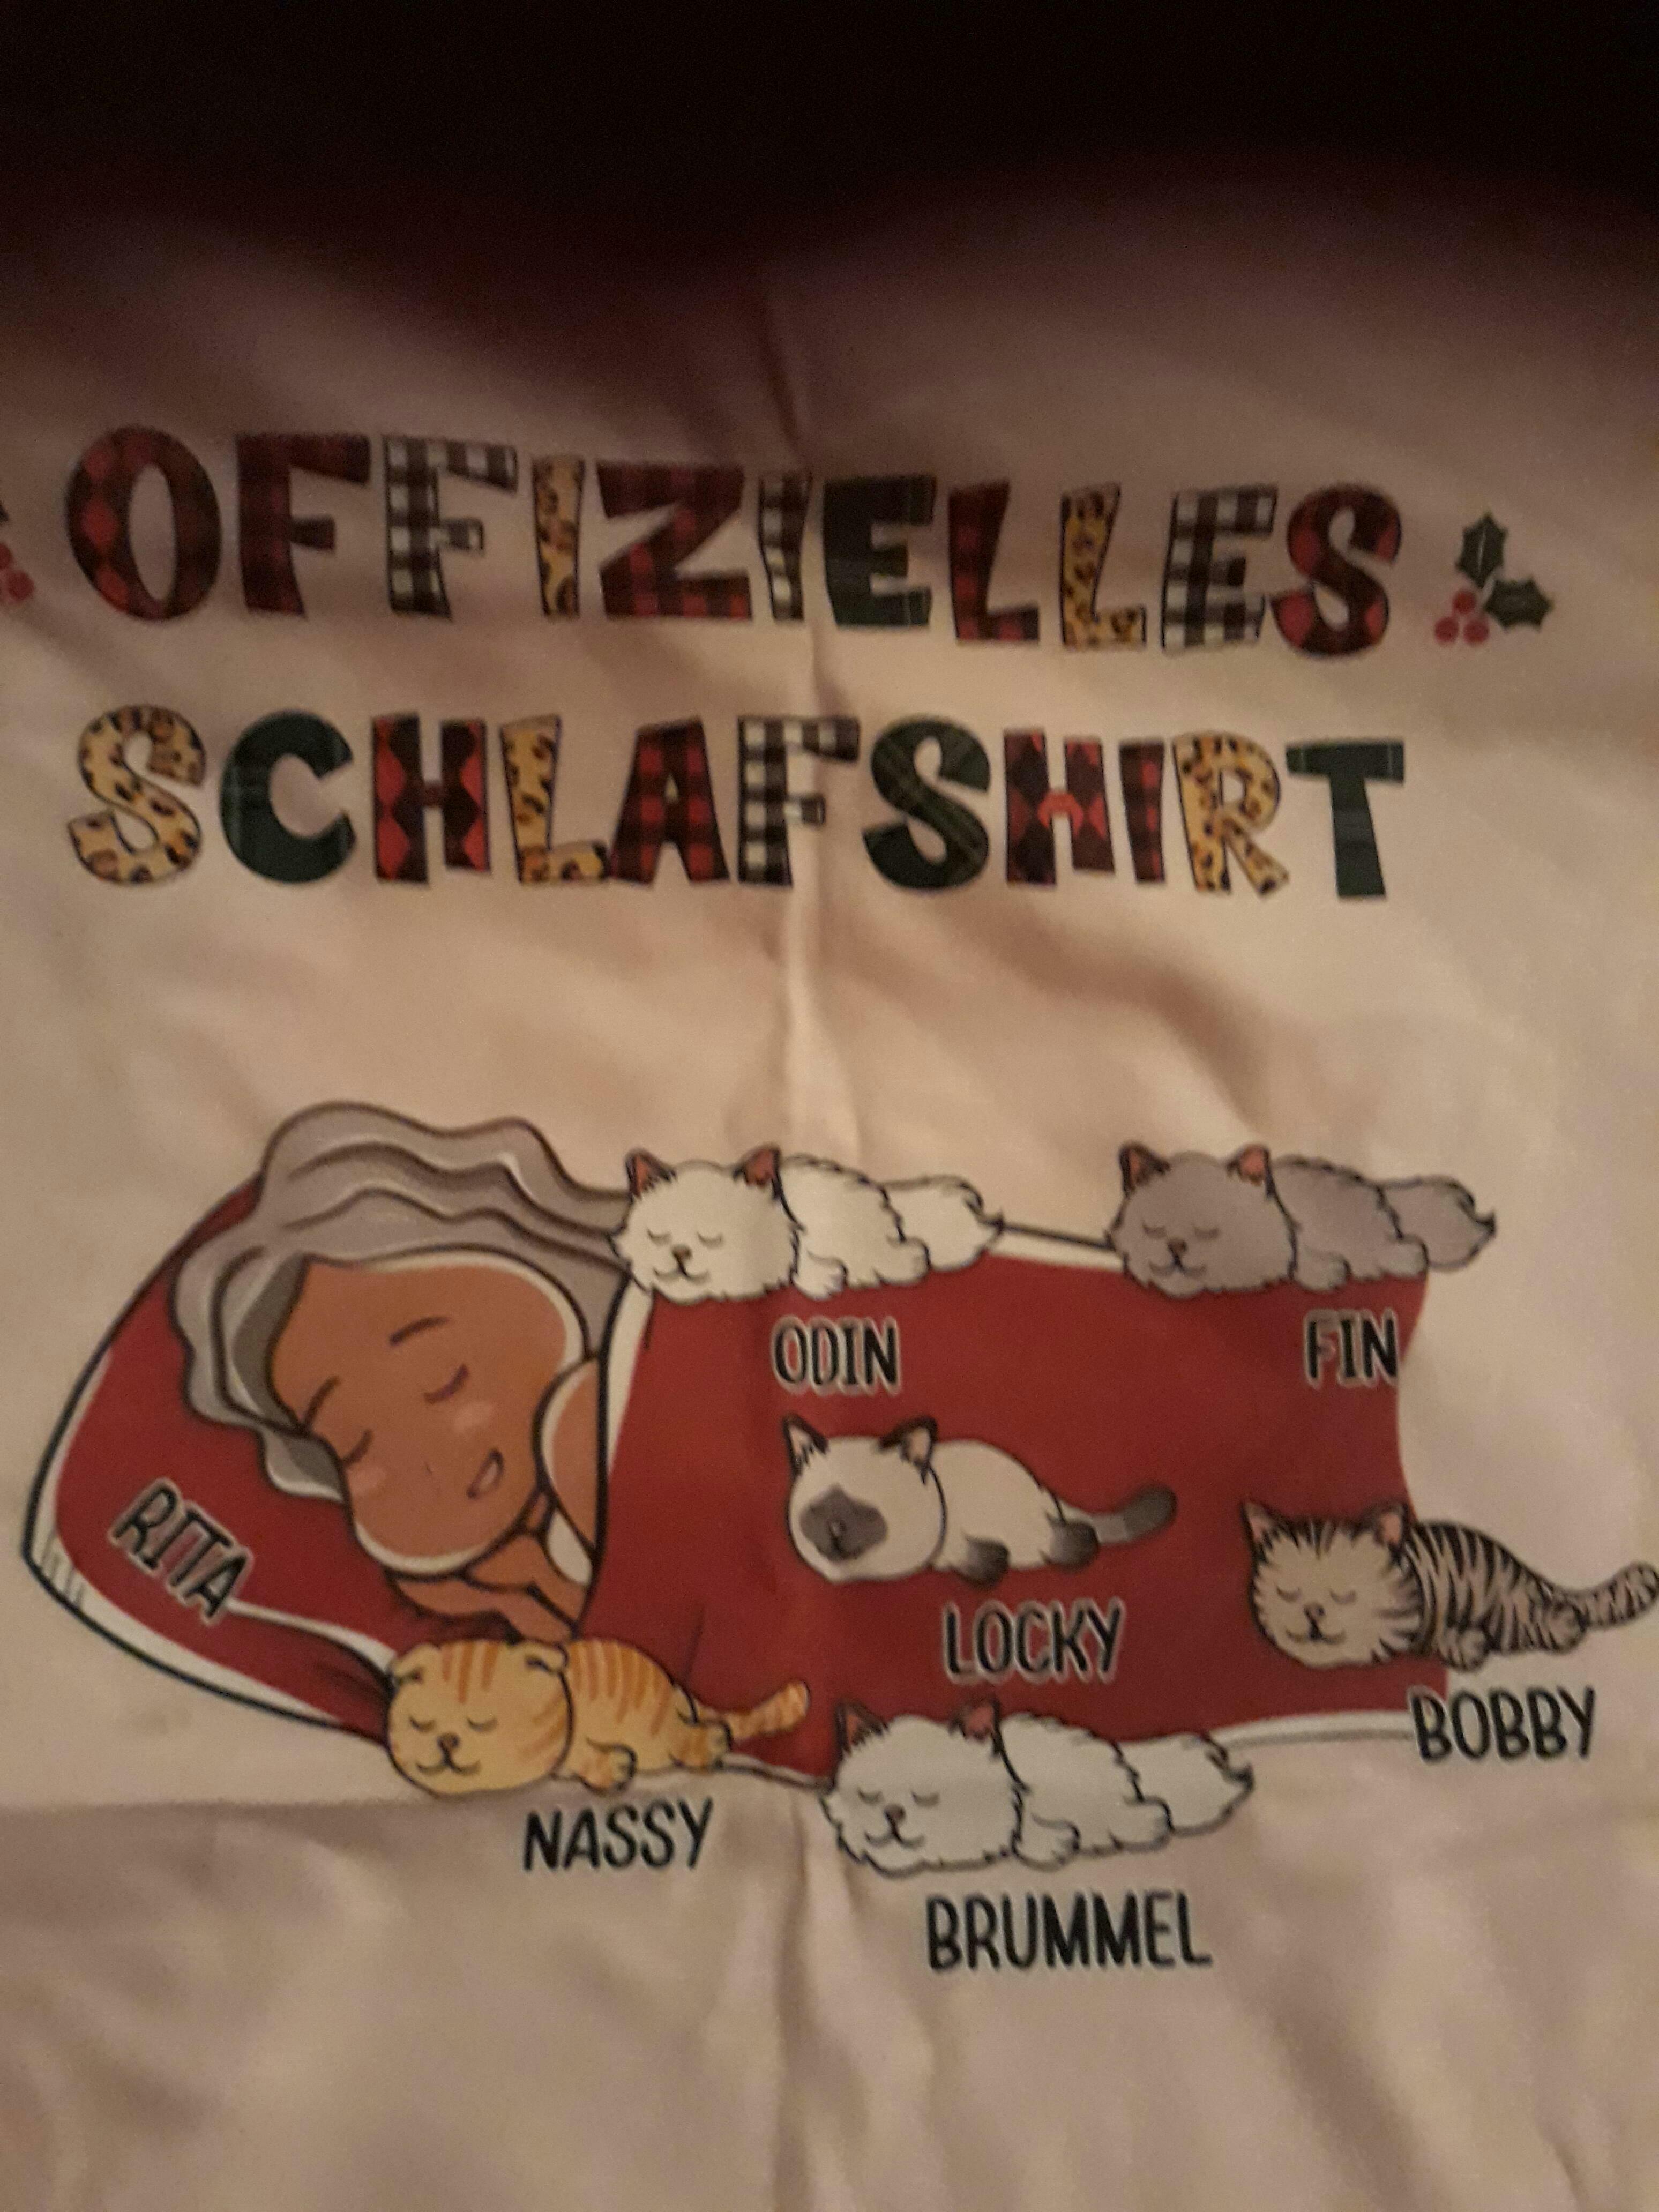 OFFIZIELLES
SCHLAFSHIRT
ODIN
FIN
RITA
LOCKY
BOBBY
NASSY
BRUMMEL